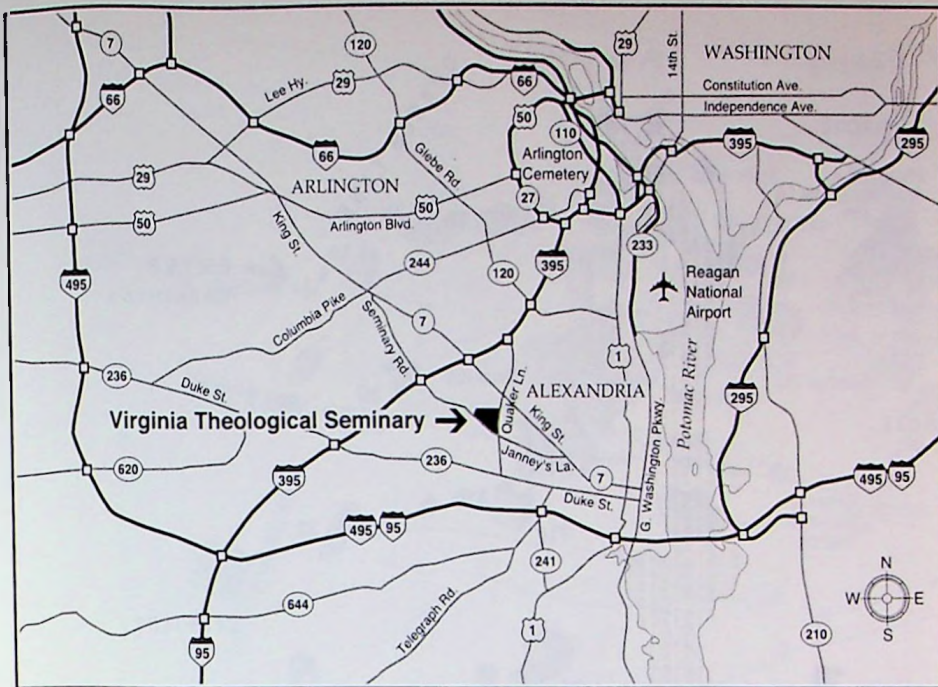 7
120
29
14th St.
WASHINGTON
66
Lee Hy.
29
66
Constitution Ave.
50
Independence Ave.
110
66
Glebe Rd
Arlington
Cemetery
395
295
29
ARLINGTON
27
50
King St.
50
Arlington Blvd.
233
244
395
495
120
Reagan
National
Airport
Columbia Pike
Seminary Rd.
7
1
236
Duke St.
Quaker Ln.
ALEXANDRIA
G. Washington Pkwy.
Potomac River
295
Virginia Theological Seminary
King St.
Janney's La.
620
236
7
395
Duke St.
495 95
495 95
241
N
W E
S
644
Telegraph Rd.
1
210
95